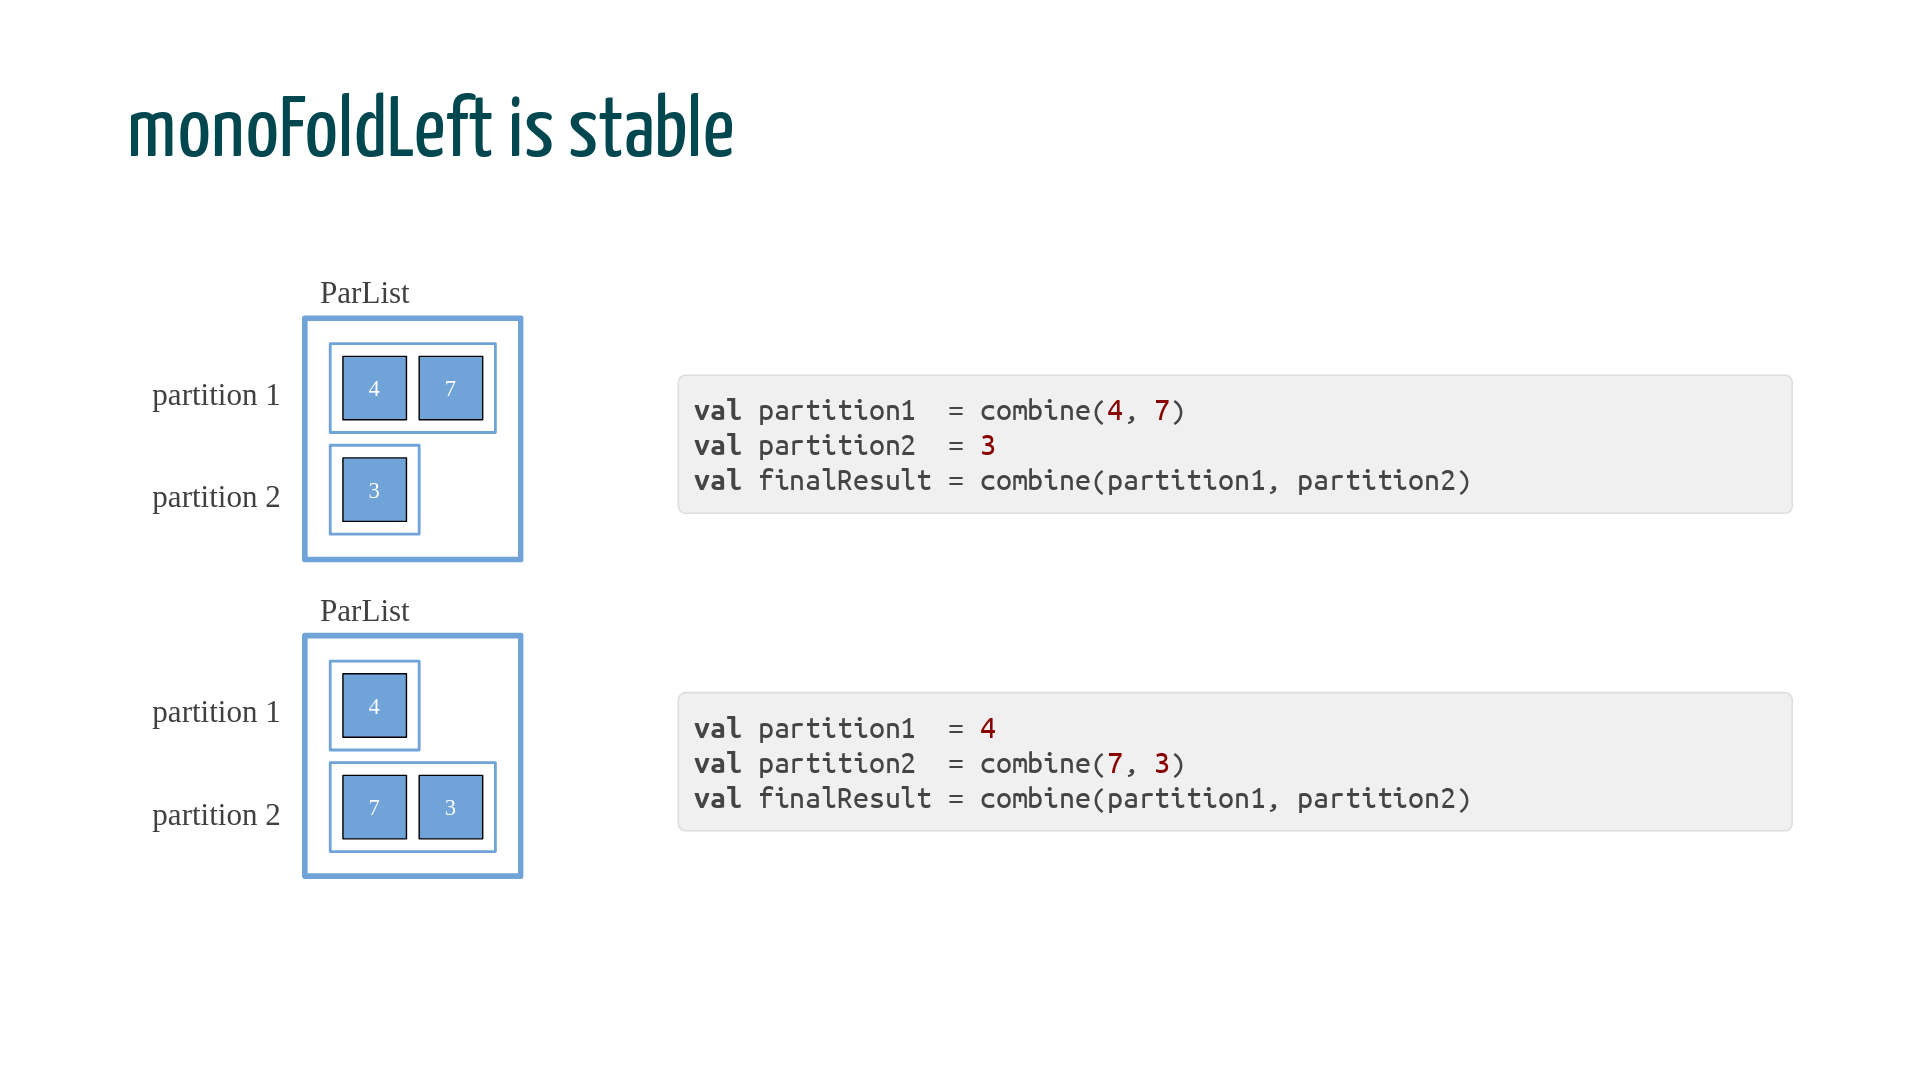 monoFoldLeft is stable
ParList
partition 1
4 7
partition 2
3
val partition1  = combine(4, 7)
val partition2  = 3
val finalResult = combine(partition1, partition2)
ParList
partition 1
4
partition 2
7 3
val partition1  = 4
val partition2  = combine(7, 3)
val finalResult = combine(partition1, partition2)